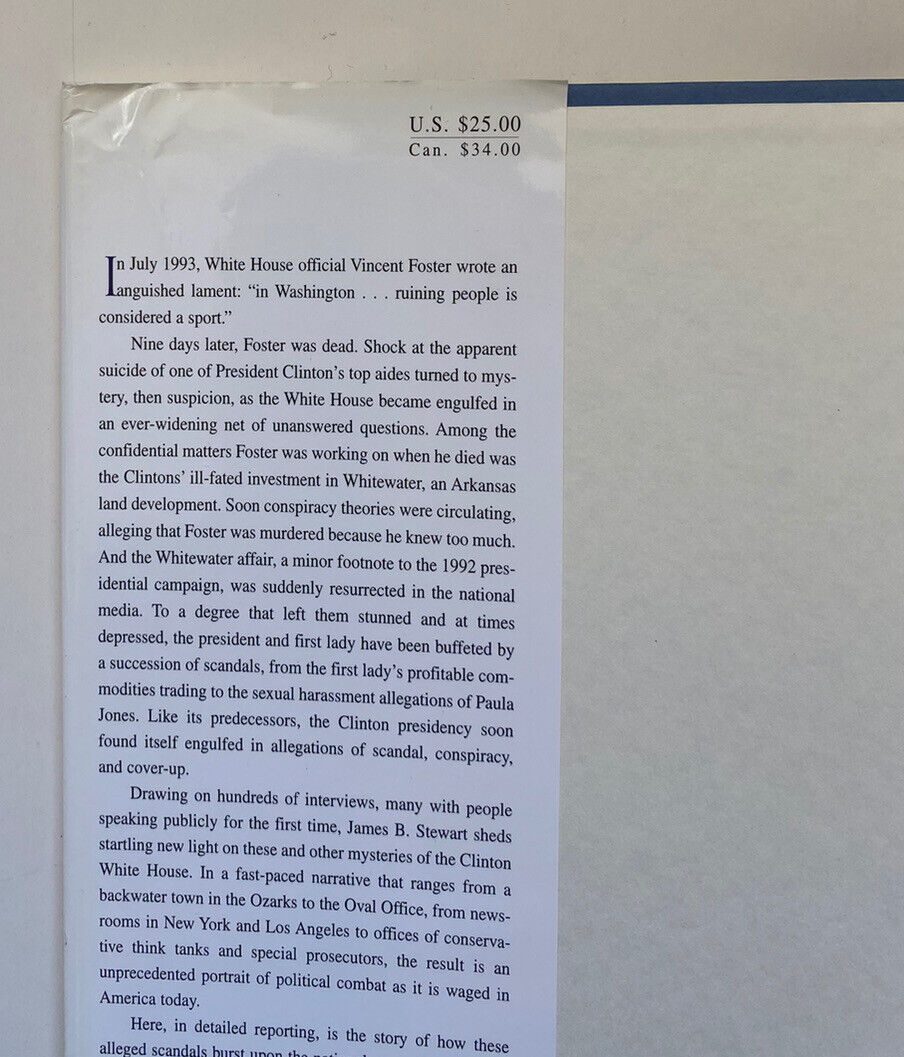 U.S. $25.00
Can. $34.00
In July 1993, White House official Vincent Foster wrote an
anguished lament: “in Washington . . . ruining people is
considered a sport.”
Nine days later, Foster was dead. Shock at the apparent
suicide of one of President Clinton’s top aides turned to mys-
tery, then suspicion, as the White House became engulfed in
an ever-widening net of unanswered questions. Among the
confidential matters Foster was working on when he died was
the Clintons’ ill-fated investment in Whitewater, an Arkansas
land development. Soon conspiracy theories were circulating,
alleging that Foster was murdered because he knew too much.
And the Whitewater affair, a minor footnote to the 1992 pres-
idential campaign, was suddenly resurrected in the national
media. To a degree that left them stunned and at times
depressed, the president and first lady have been buffeted by
a succession of scandals, from the first lady’s profitable com-
modities trading to the sexual harassment allegations of Paula
Jones. Like its predecessors, the Clinton presidency soon
found itself engulfed in allegations of scandal, conspiracy,
and cover-up.
Drawing on hundreds of interviews, many with people
speaking publicly for the first time, James B. Stewart sheds
startling new light on these and other mysteries of the Clinton
White House. In a fast-paced narrative that ranges from a
backwater town in the Ozarks to the Oval Office, from news-
rooms in New York and Los Angeles to offices of conserva-
tive think tanks and special prosecutors, the result is an
unprecedented portrait of political combat as it is waged in
America today.
Here, in detailed reporting, is the story of how these
alleged scandals burst upon the